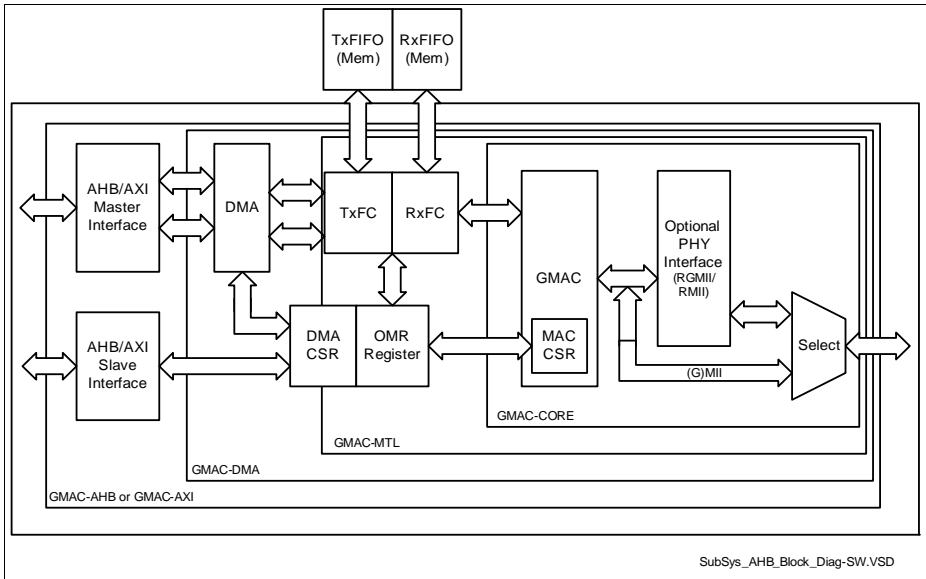 TxFIFO
(Mem)
RxFIFO
(Mem)
AHB/AXI
Master
Interface
DMA
TxFC
RxFC
GMAC
Optional
PHY
Interface
(RGMII/
RMII)
AHB/AXI
Slave
Interface
DMA
CSR
OMR
Register
MAC
CSR
Select
(G)MII
GMAC-CORE
GMAC-MTL
GMAC-DMA
GMAC-AHB or GMAC-AXI
SubSys_AHB_Block_Diag-SW.VSD